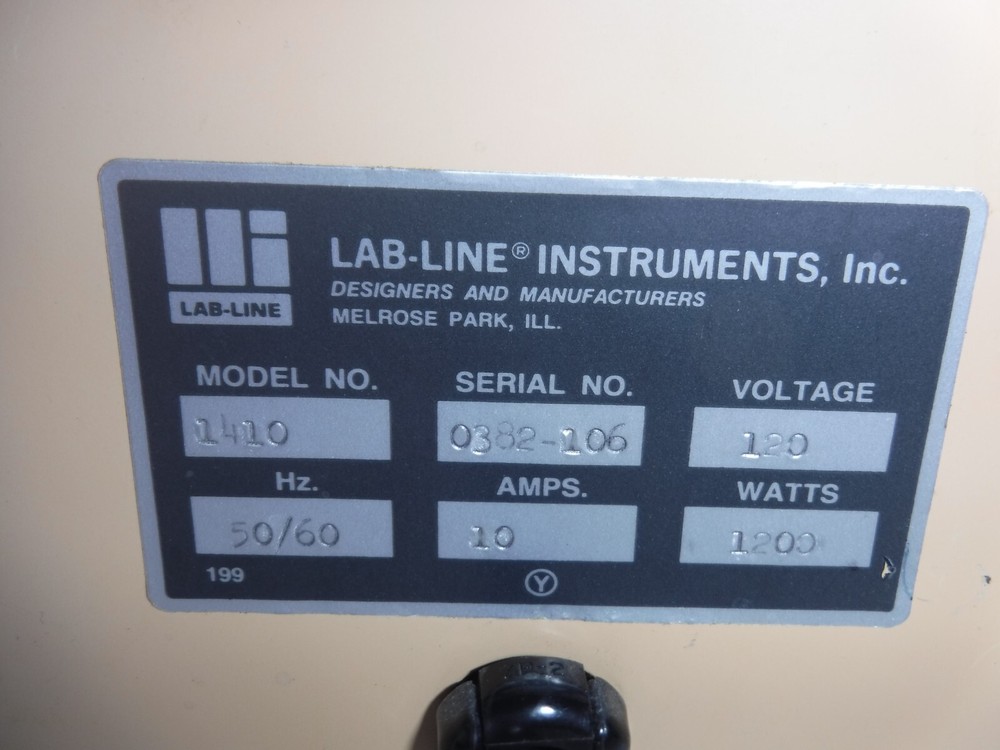 LAB-LINE
LAB-LINE® INSTRUMENTS, Inc.
DESIGNERS AND MANUFACTURERS
MELROSE PARK, ILL.
MODEL NO. SERIAL NO. VOLTAGE
1410 0382-106 120
Hz. AMPS. WATTS
50/60 10 1200
199 Y